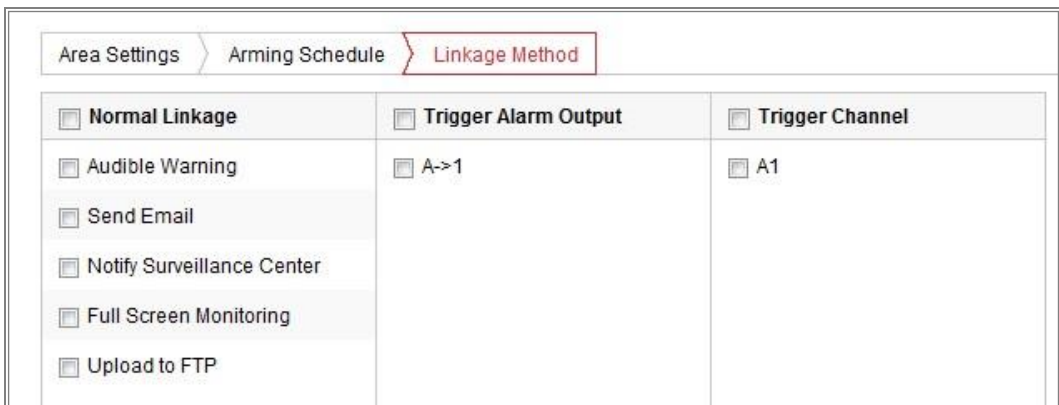 Area Settings Arming Schedule Linkage Method
Normal Linkage Trigger Alarm Output Trigger Channel
Audible Warning A->1 A1
Send Email
Notify Surveillance Center
Full Screen Monitoring
Upload to FTP